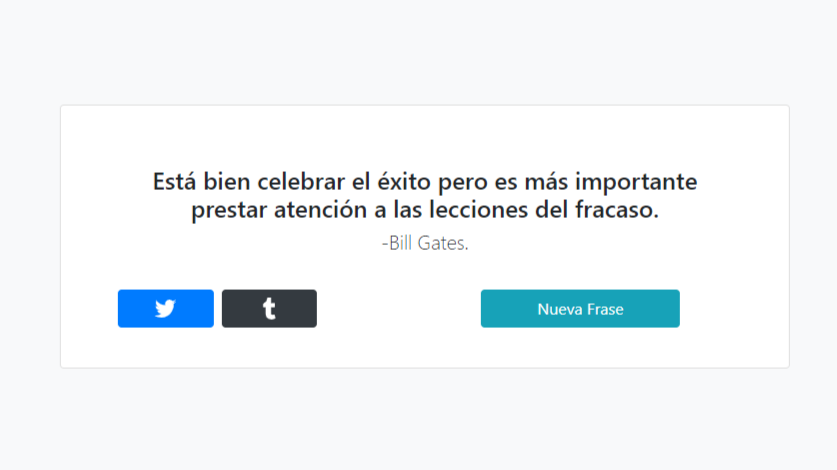 Está bien celebrar el éxito pero es más importante
prestar atención a las lecciones del fracaso.
-Bill Gates.
Nueva Frase